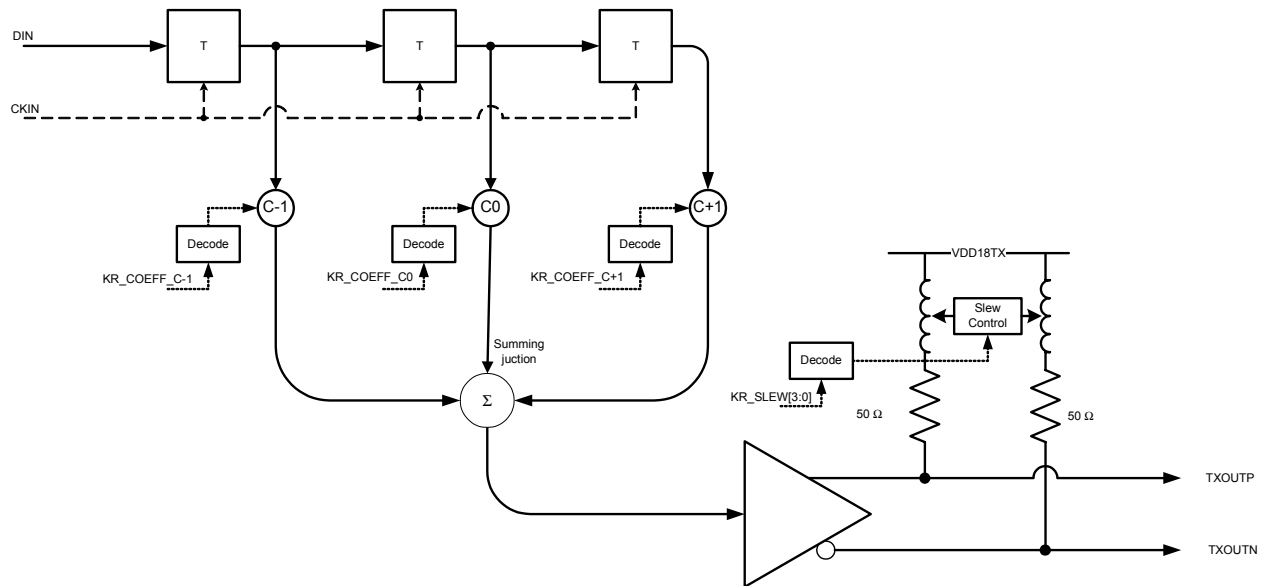 DIN
T
T
T
CKIN
C-1
C0
C+1
Decode
Decode
Decode
KR_COEFF_C-1
KR_COEFF_C0
KR_COEFF_C+1
VDD18TX
Slew
Control
Summing
juction
Decode
Σ
KR_SLEW[3:0]
50 Ω
50 Ω
TXOUTP
TXOUTN